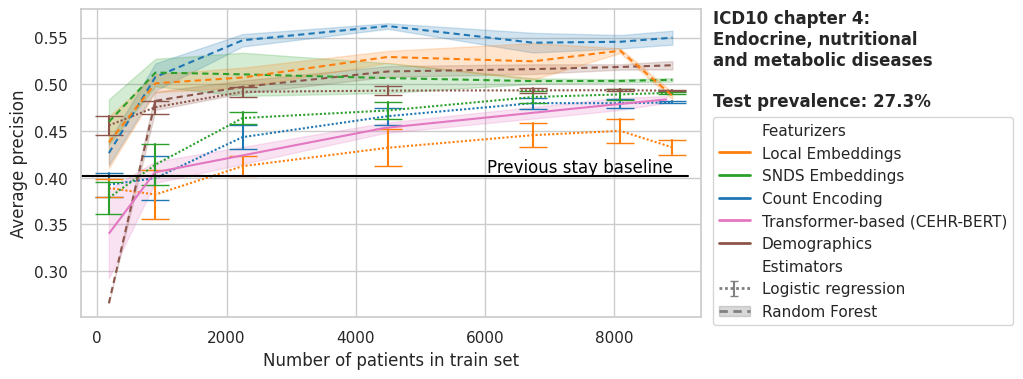 0.55
0.50
0.45
0.40
0.35
0.30
Average precision
0
2000
4000
6000
8000
Number of patients in train set
Previous stay baseline
ICD10 chapter 4:
Endocrine, nutritional
and metabolic diseases
Test prevalence: 27.3%
Featurizers
Local Embeddings
SNDS Embeddings
Count Encoding
Transformer-based (CEHR-BERT)
Demographics
Estimators
Logistic regression
Random Forest